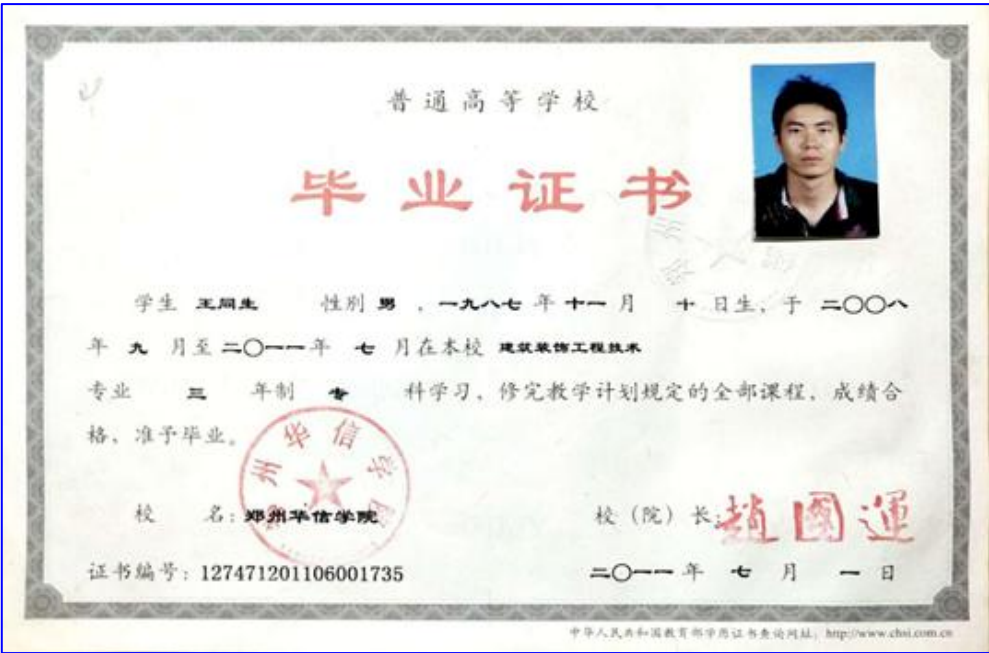 普通高等学校
毕业证书
学生 王同生 性别 男 ,一九八七 年 十一 月 十 日生,于 二〇〇八
年 九 月至 二〇一一 年 七 月在本校 建筑装饰工程技术
专业 三 年制 专 科学习,修完教学计划规定的全部课程,成绩合
格,准予毕业。
郑州华信学院
校 名:郑州华信学院 校(院)长:趙國運
证书编号:127471201106001735 二〇一一 年 七 月 一 日
中华人民共和国教育部学历证书查询网址:http://www.chsi.com.cn